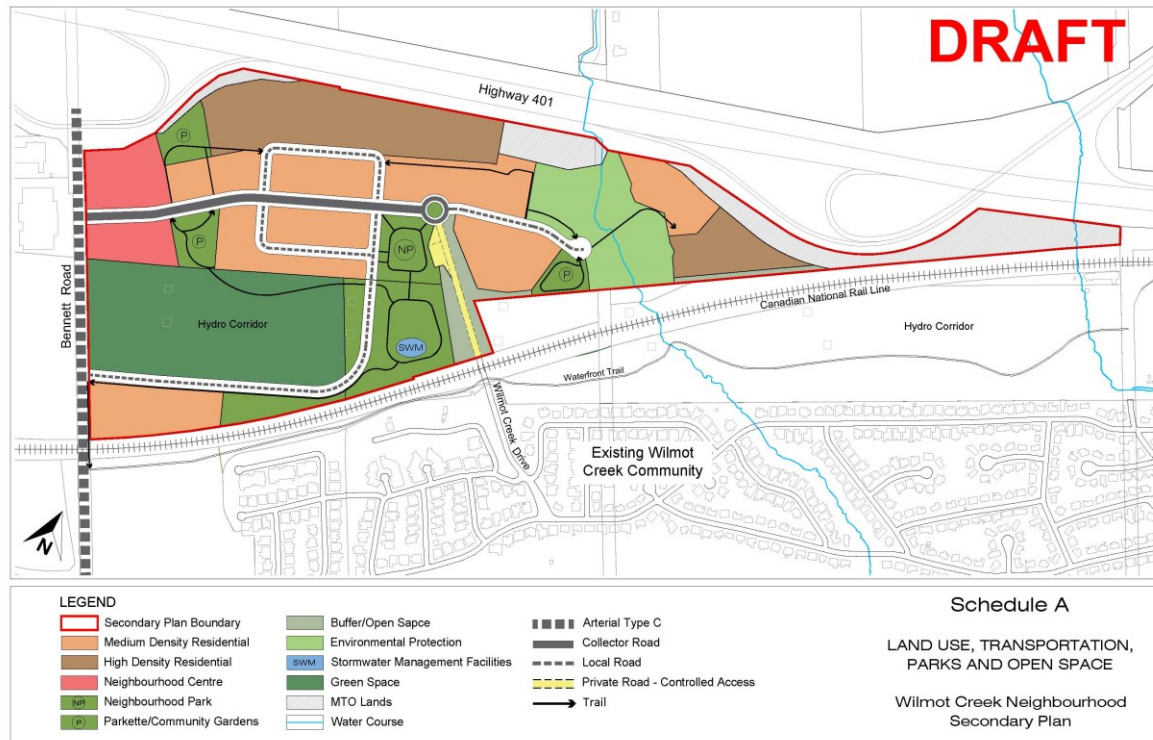 DRAFT
Highway 401
P
P
NP
P
Bennett Road
Hydro Corridor
SWM
Canadian National Rail Line
Hydro Corridor
Waterfront Trail
Wilmot Creek Drive
Existing Wilmot
Creek Community
N
LEGEND
Secondary Plan Boundary
Medium Density Residential
High Density Residential
Neighbourhood Centre
NP Neighbourhood Park
P Parkette/Community Gardens
Buffer/Open Sapce
Environmental Protection
SWM Stormwater Management Facilities
Green Space
MTO Lands
Water Course
Arterial Type C
Collector Road
Local Road
Private Road - Controlled Access
Trail
Schedule A
LAND USE, TRANSPORTATION,
PARKS AND OPEN SPACE
Wilmot Creek Neighbourhood
Secondary Plan